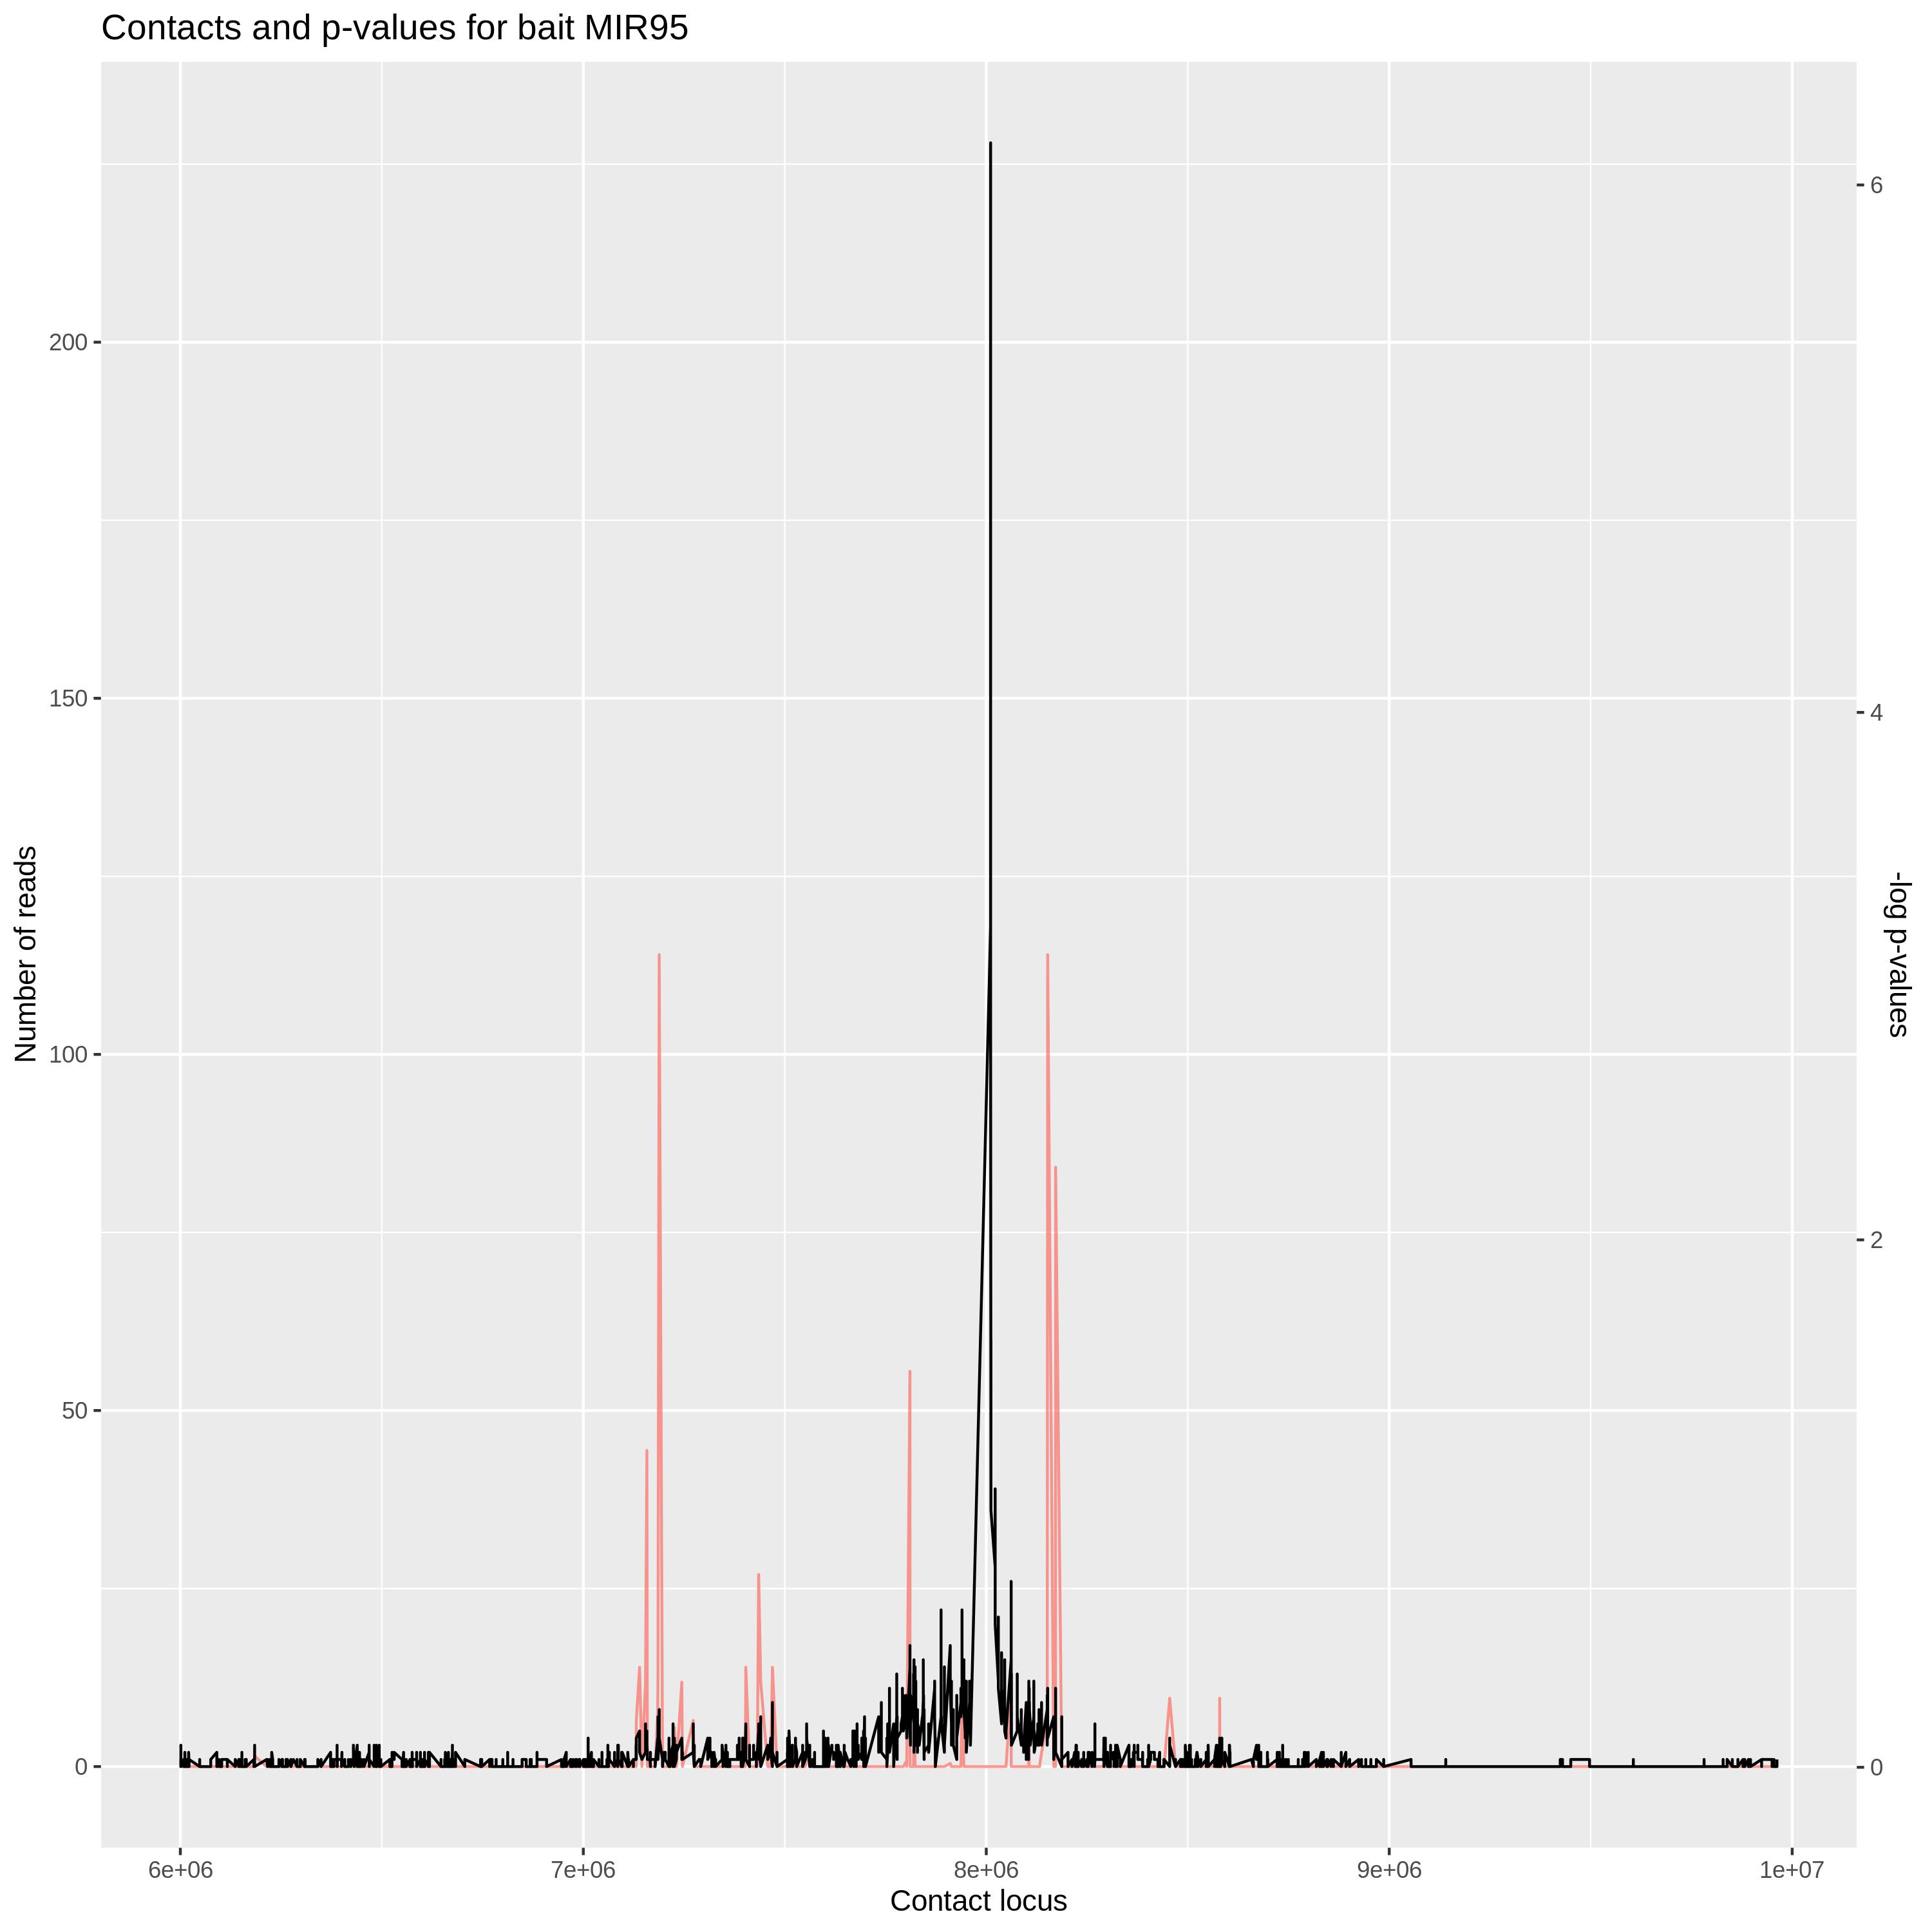 Contacts and p-values for bait MIR95
Number of reads
200
150
100
50
0
6
4
2
0
-log p-values
6e+06
7e+06
8e+06
9e+06
1e+07
Contact locus